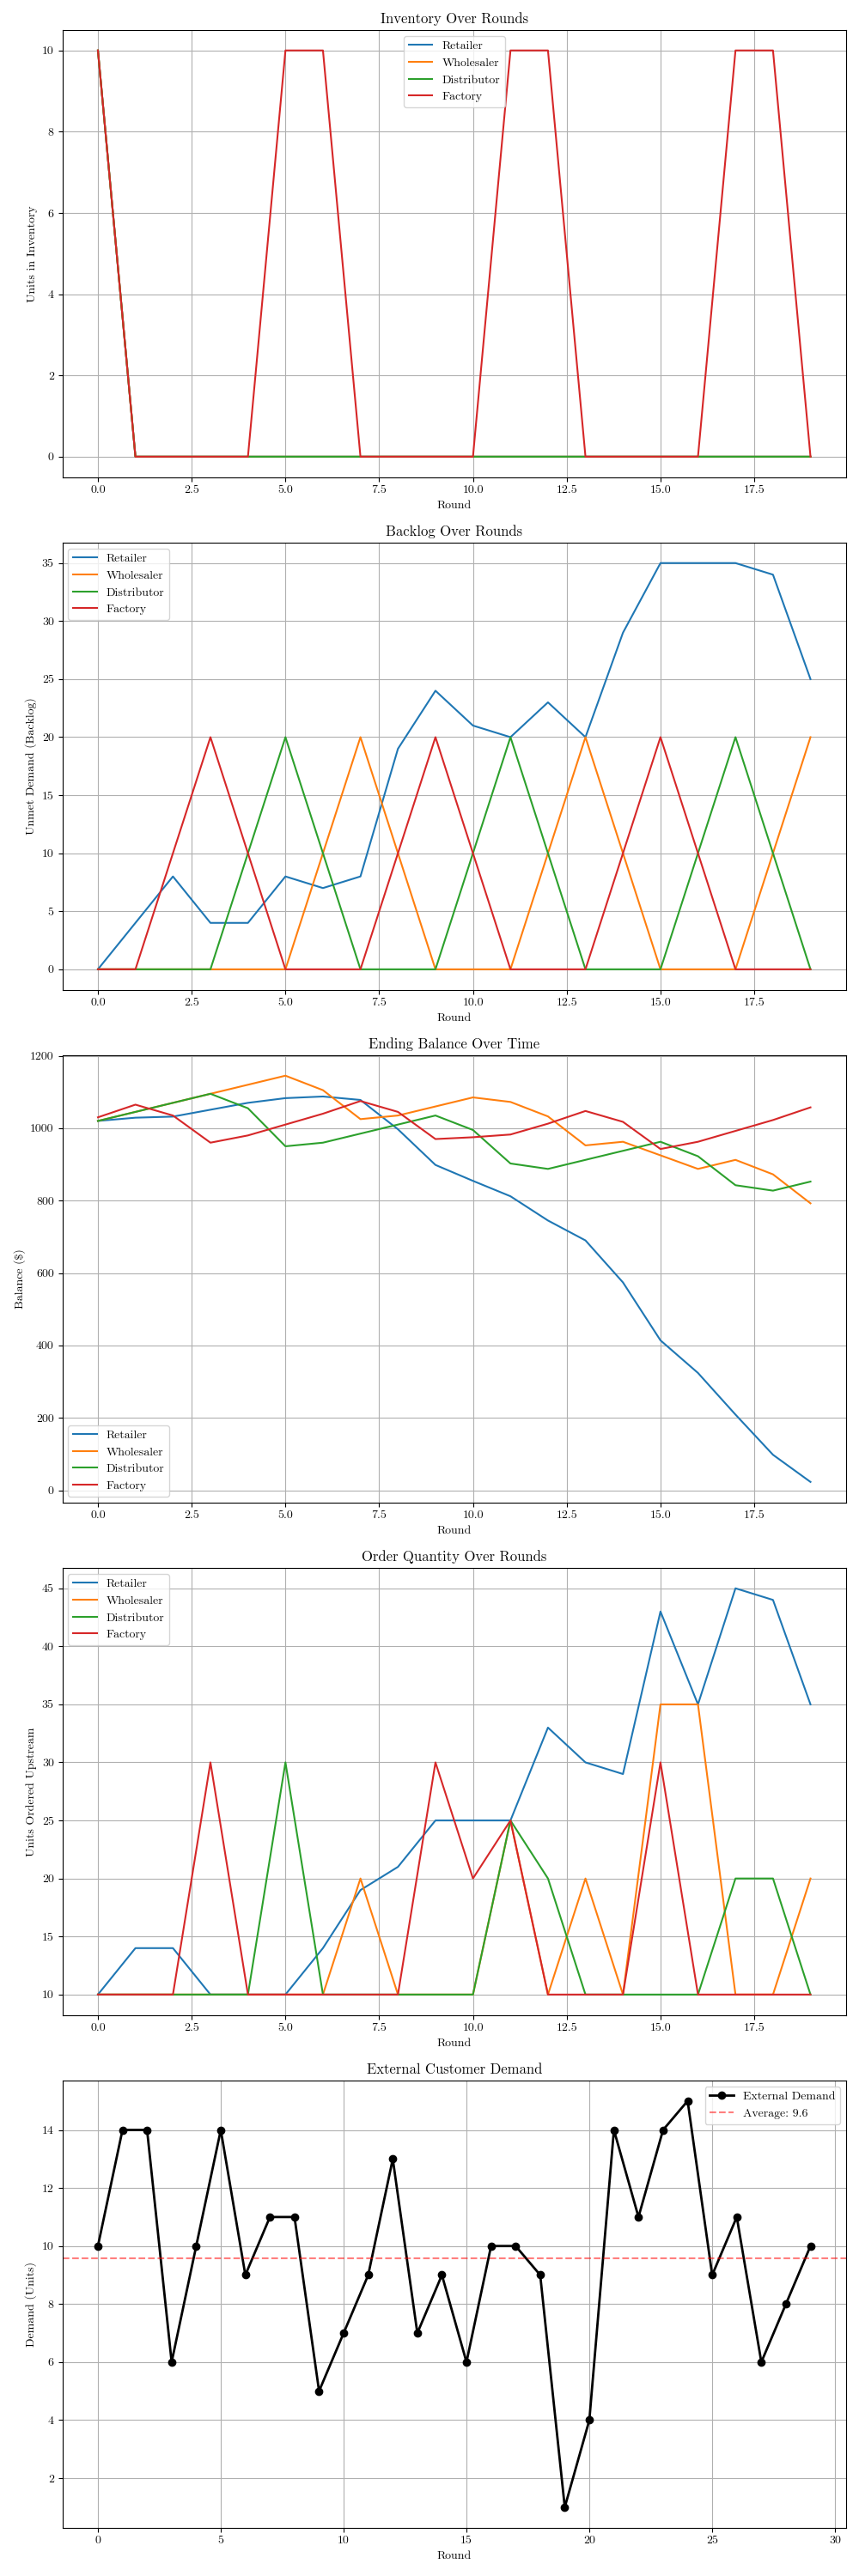 Inventory Over Rounds
Retailer
Wholesaler
Distributor
Factory
Units in Inventory
10
8
6
4
2
0
0.0 2.5 5.0 7.5 10.0 12.5 15.0 17.5
Round
Backlog Over Rounds
Retailer
Wholesaler
Distributor
Factory
Unmet Demand (Backlog)
35
30
25
20
15
10
5
0
0.0 2.5 5.0 7.5 10.0 12.5 15.0 17.5
Round
Ending Balance Over Time
Balance ($)
1200
1000
800
600
400
200
0
Retailer
Wholesaler
Distributor
Factory
0.0 2.5 5.0 7.5 10.0 12.5 15.0 17.5
Round
Order Quantity Over Rounds
Retailer
Wholesaler
Distributor
Factory
Units Ordered Upstream
45
40
35
30
25
20
15
10
0.0 2.5 5.0 7.5 10.0 12.5 15.0 17.5
Round
External Customer Demand
External Demand
Average: 9.6
Demand (Units)
14
12
10
8
6
4
2
0 5 10 15 20 25 30
Round